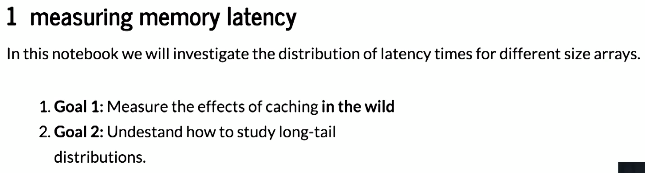 1 measuring memory latency
In this notebook we will investigate the distribution of latency times for different size arrays.
1. Goal 1: Measure the effects of caching in the wild
2. Goal 2: Undestand how to study long-tail
distributions.